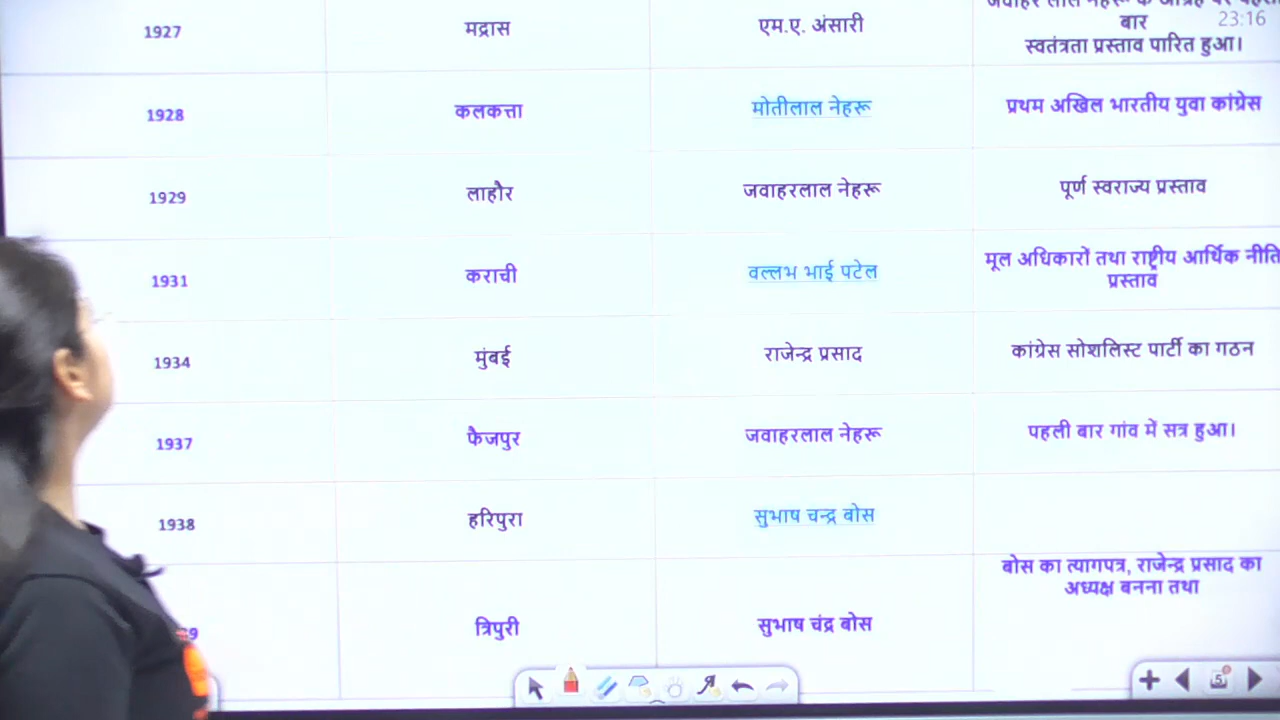 23:16
1927 मद्रास एम.ए. अंसारी
बार
स्वतंत्रता प्रस्ताव पारित हुआ।
1928 कलकत्ता मोतीलाल नेहरू प्रथम अखिल भारतीय युवा कांग्रेस
1929 लाहौर जवाहरलाल नेहरू पूर्ण स्वराज्य प्रस्ताव
1931 कराची वल्लभ भाई पटेल मूल अधिकारों तथा राष्ट्रीय आर्थिक नीति
प्रस्ताव
1934 मुंबई राजेन्द्र प्रसाद कांग्रेस सोशलिस्ट पार्टी का गठन
1937 फैजपुर जवाहरलाल नेहरू पहली बार गांव में सत्र हुआ।
1938 हरिपुरा सुभाष चन्द्र बोस
बोस का त्यागपत्र, राजेन्द्र प्रसाद का
अध्यक्ष बनना तथा
त्रिपुरी सुभाष चंद्र बोस
5